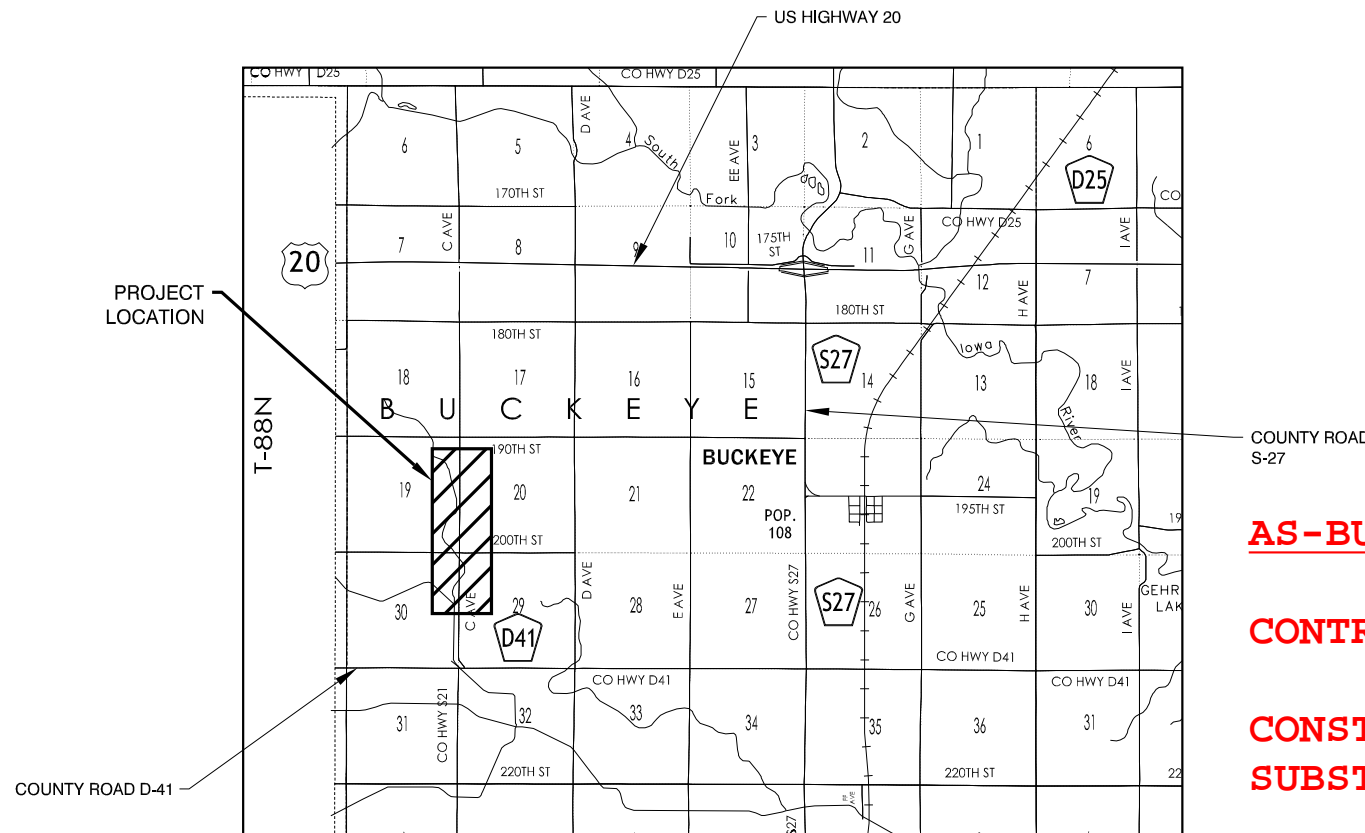 US HIGHWAY 20
CO HWY D25
CO HWY D25
6
5
D AVE
4
South
EE AVE
3
2
1
6
D25
170TH ST
Fork
CO
C AVE
CO HWY D25
G AVE
I AVE
7
8
9
10
175TH
ST
11
20
12
7
H AVE
PROJECT
LOCATION
180TH ST
180TH ST
S27
Iowa
18
17
16
15
14
13
18
I AVE
T-88N
BUCKEYE
River
COUNTY ROAD
S-27
190TH ST
BUCKEYE
19
20
21
22
24
19
POP.
108
195TH ST
19
200TH ST
200TH ST
AS-BU
D AVE
E AVE
CO HWY S27
S27
G AVE
H AVE
I AVE
GEHR
LAK
30
C AVE
29
28
27
26
25
30
D41
CONTR
CO HWY D41
CO HWY D41
CO HWY D41
31
CO HWY S21
32
33
34
35
36
31
CONST
SUBST
220TH ST
220TH ST
22
COUNTY ROAD D-41
S27